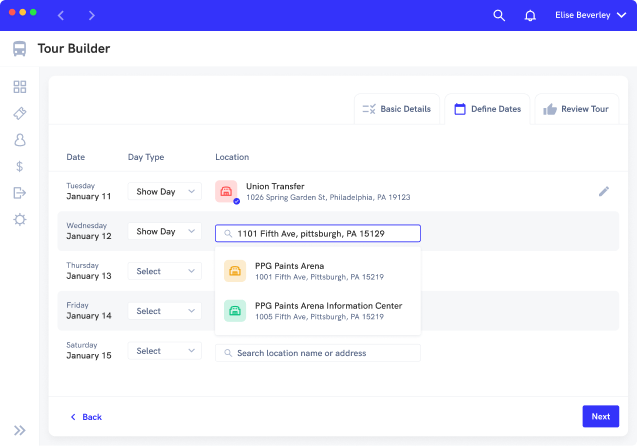 Elise Beverley
Tour Builder
Basic Details
Define Dates
Review Tour
Date
Day Type
Location
Tuesday
January 11
Show Day
Union Transfer
1026 Spring Garden St, Philadelphia, PA 19123
Wednesday
January 12
Show Day
1101 Fifth Ave, pittsburgh, PA 15129
Thursday
January 13
Select
PPG Paints Arena
1001 Fifth Ave, Pittsburgh, PA 15219
Friday
January 14
Select
PPG Paints Arena Information Center
1005 Fifth Ave, Pittsburgh, PA 15219
Saturday
January 15
Select
Search location name or address
Back
Next